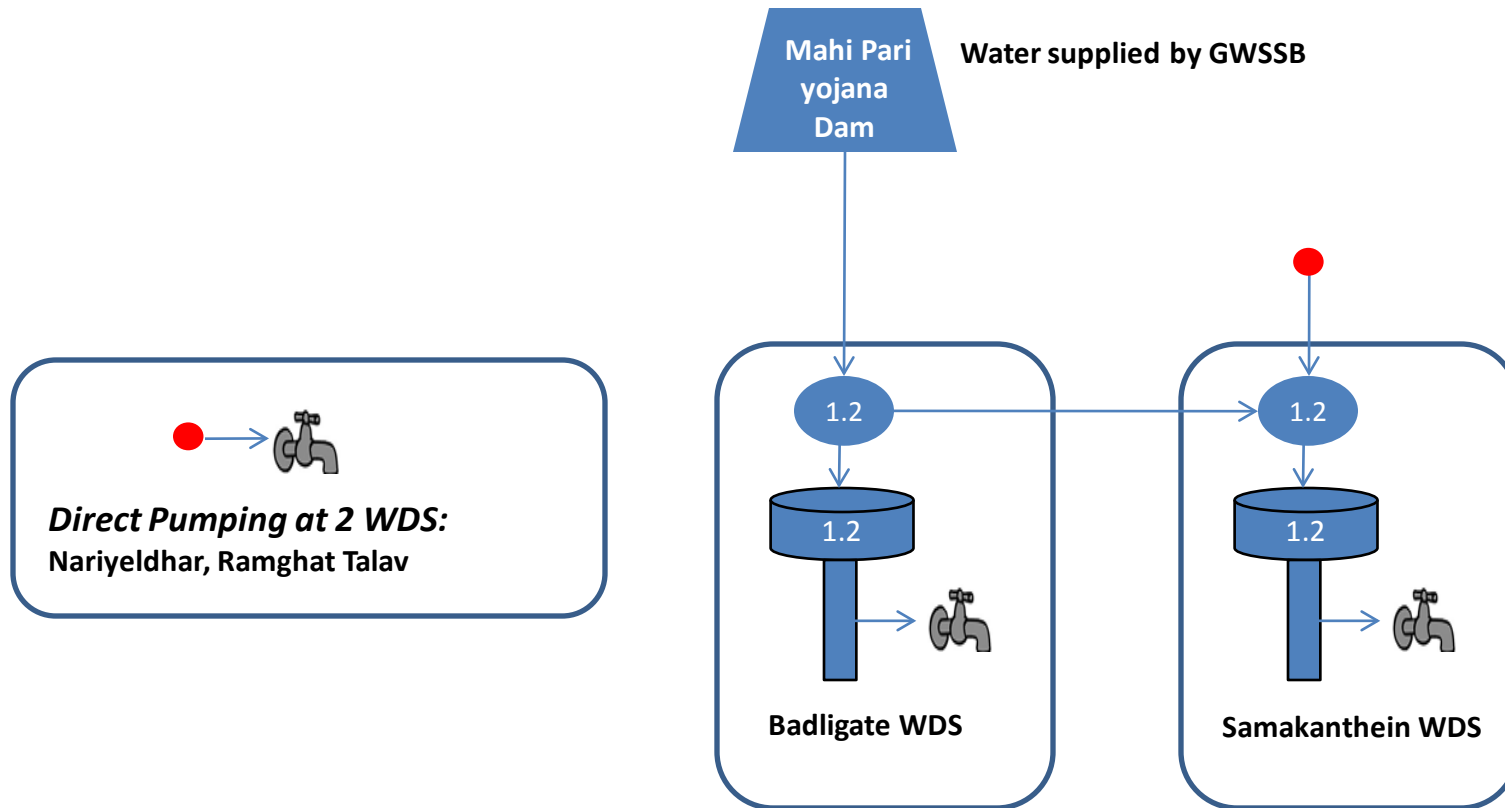 Mahi Pari
yojana
Dam
Water supplied by GWSSB
1.2
1.2
Direct Pumping at 2 WDS:
Nariyeldhar, Ramghat Talav
1.2
1.2
Badligate WDS
Samakanthein WDS